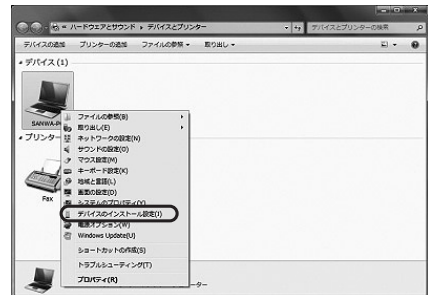 ハードウェアとサウンド ▸ デバイスとプリンター
デバイスとプリンターの検索
デバイスの追加 プリンターの追加 ファイルの参照 取り出し
デバイス (1)
SANWA-P
ファイルの参照(B)
取り出し(E)
ネットワークの設定(N)
サウンドの設定(O)
マウス設定(M)
キーボード設定(K)
地域と言語(L)
画面の設定(D)
システムのプロパティ(Y)
デバイスのインストール設定(I)
電源オプション(W)
Windows Update(U)
ショートカットの作成(S)
トラブルシューティング(T)
プロパティ(R)
プリンター
Fax
ーター